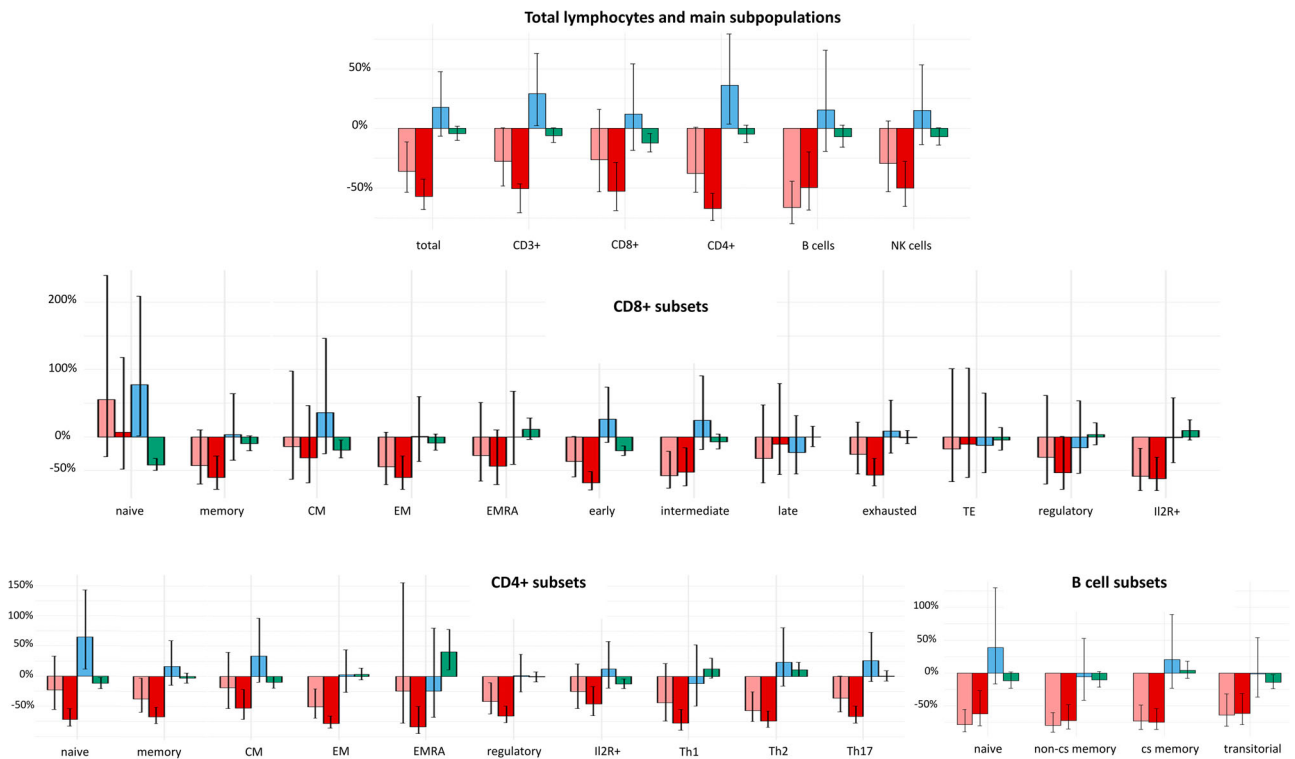 Total lymphocytes and main subpopulations
50%
0%
-50%
total CD3+ CD8+ CD4+ B cells NK cells
CD8+ subsets
200%
100%
0%
-50%
naive memory CM EM EMRA early intermediate late exhausted TE regulatory Il2R+
CD4+ subsets
150%
100%
50%
0%
-50%
naive memory CM EM EMRA regulatory Il2R+ Th1 Th2 Th17
B cell subsets
100%
50%
0%
-50%
naive non-cs memory cs memory transitorial